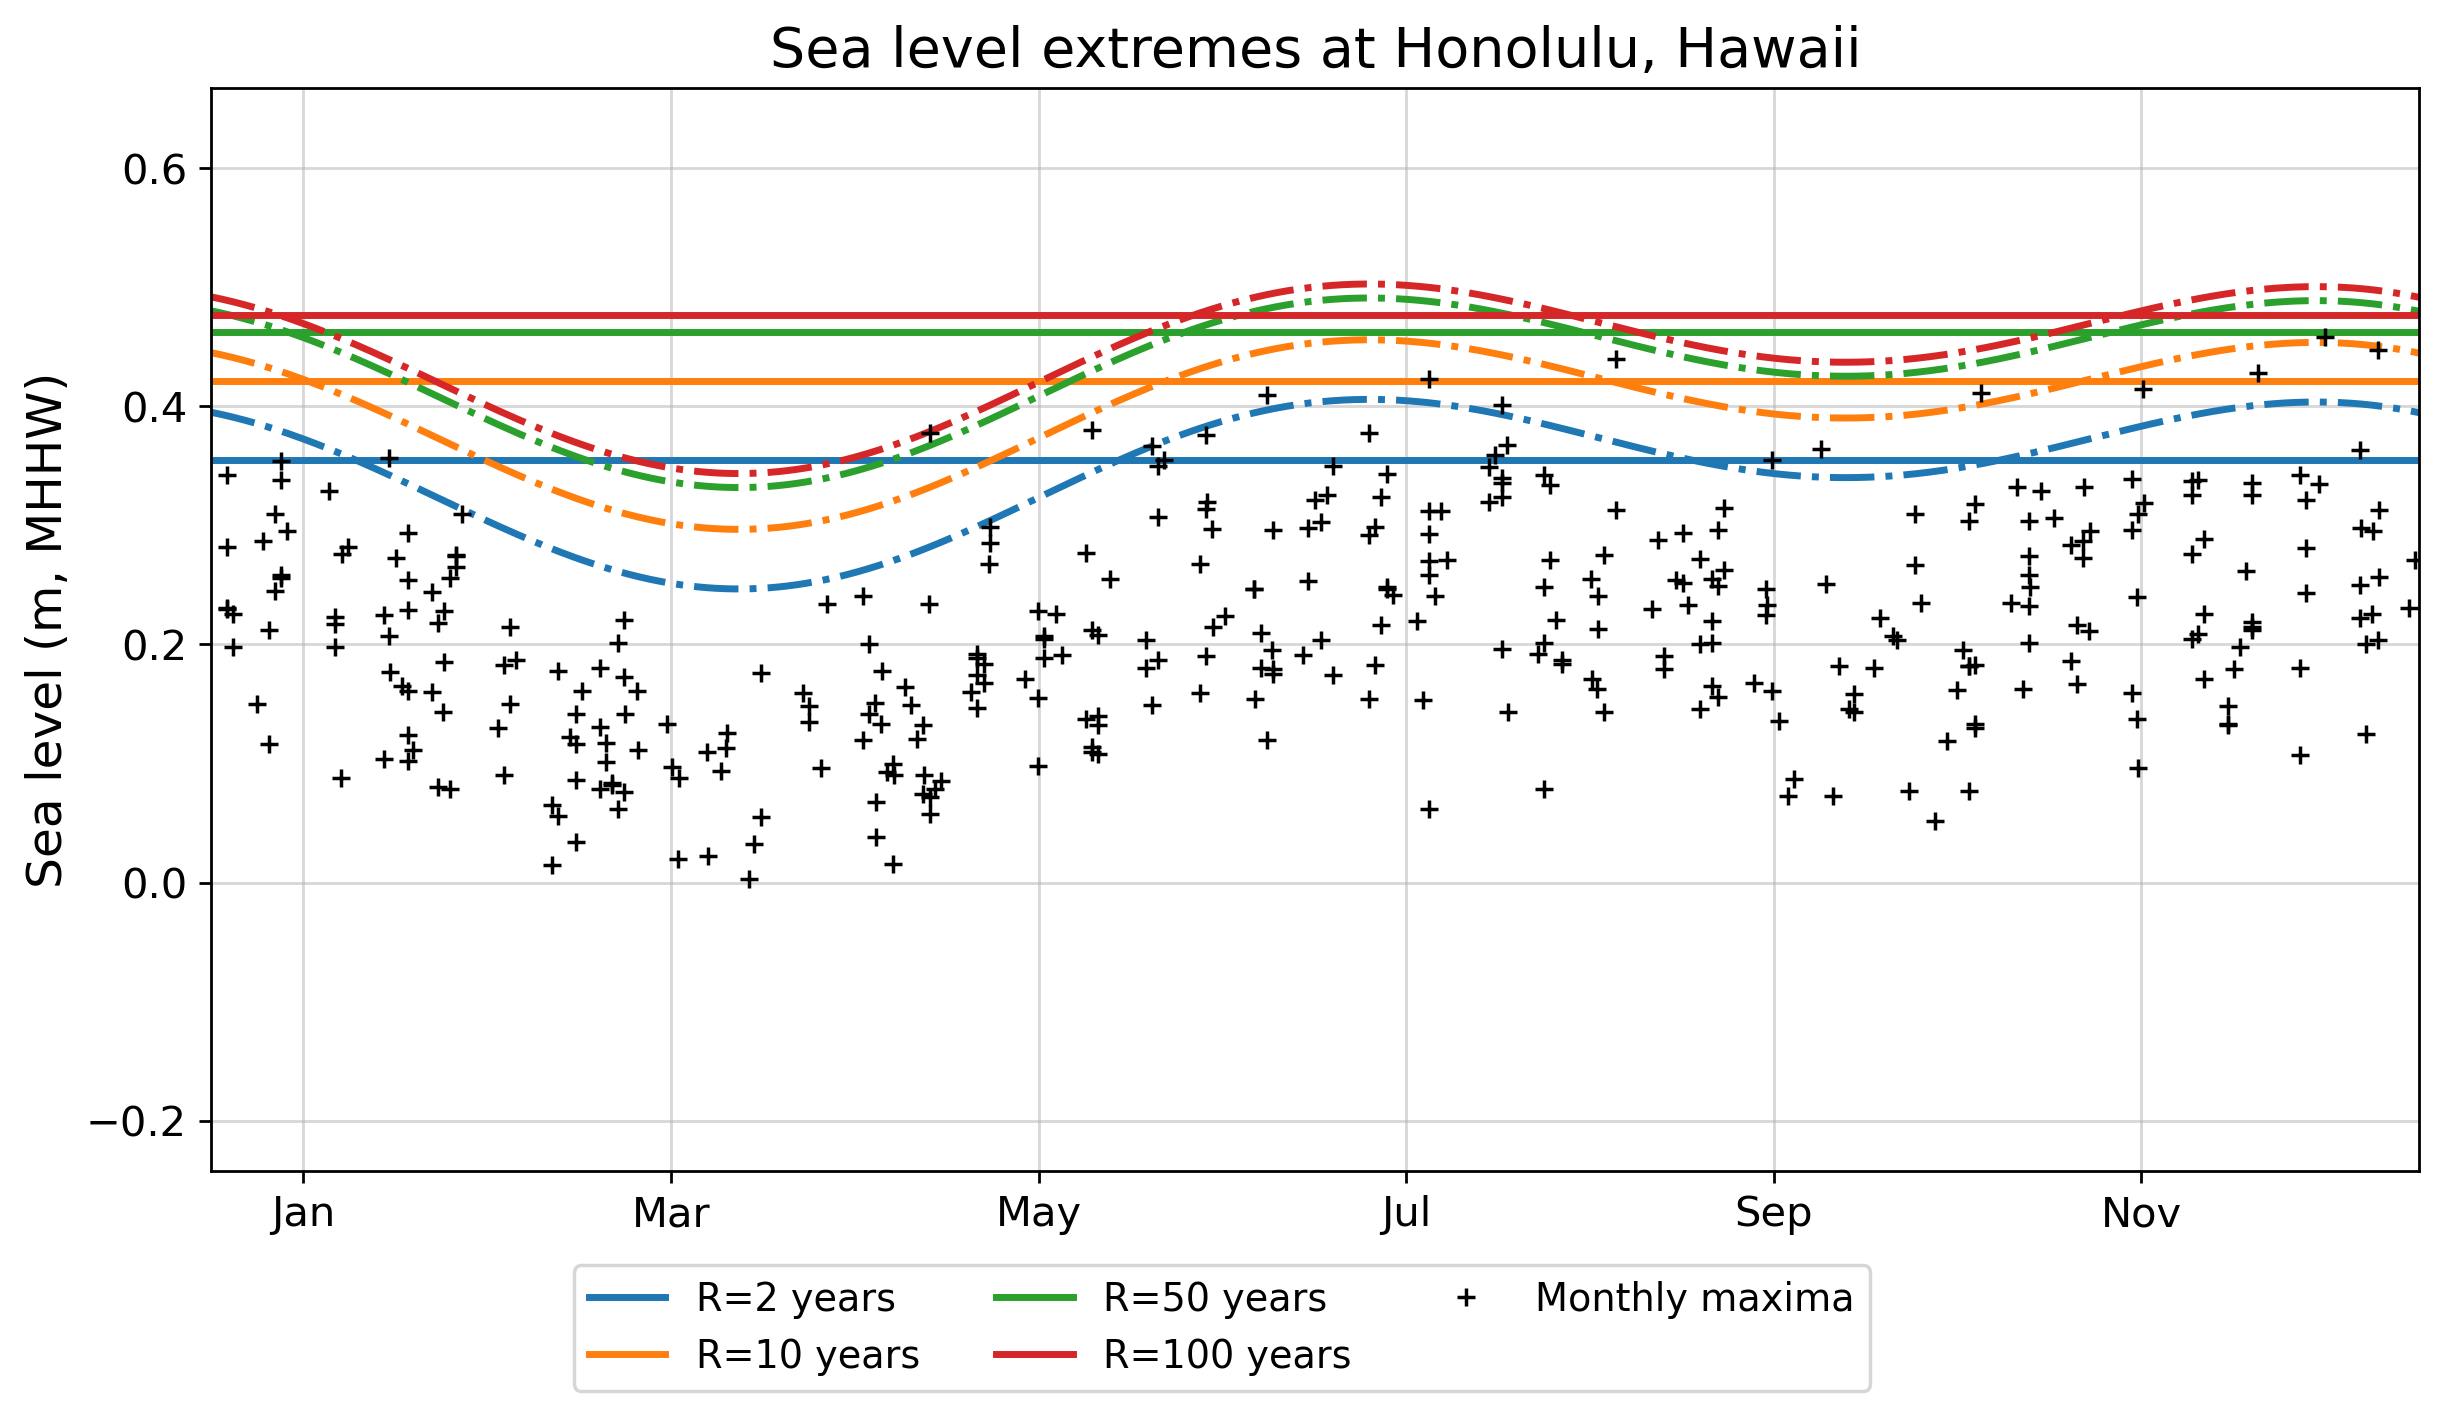 Sea level extremes at Honolulu, Hawaii
Sea level (m, MHHW)
0.6
0.4
0.2
0.0
−0.2
Jan Mar May Jul Sep Nov
R=2 years R=50 years Monthly maxima
R=10 years R=100 years